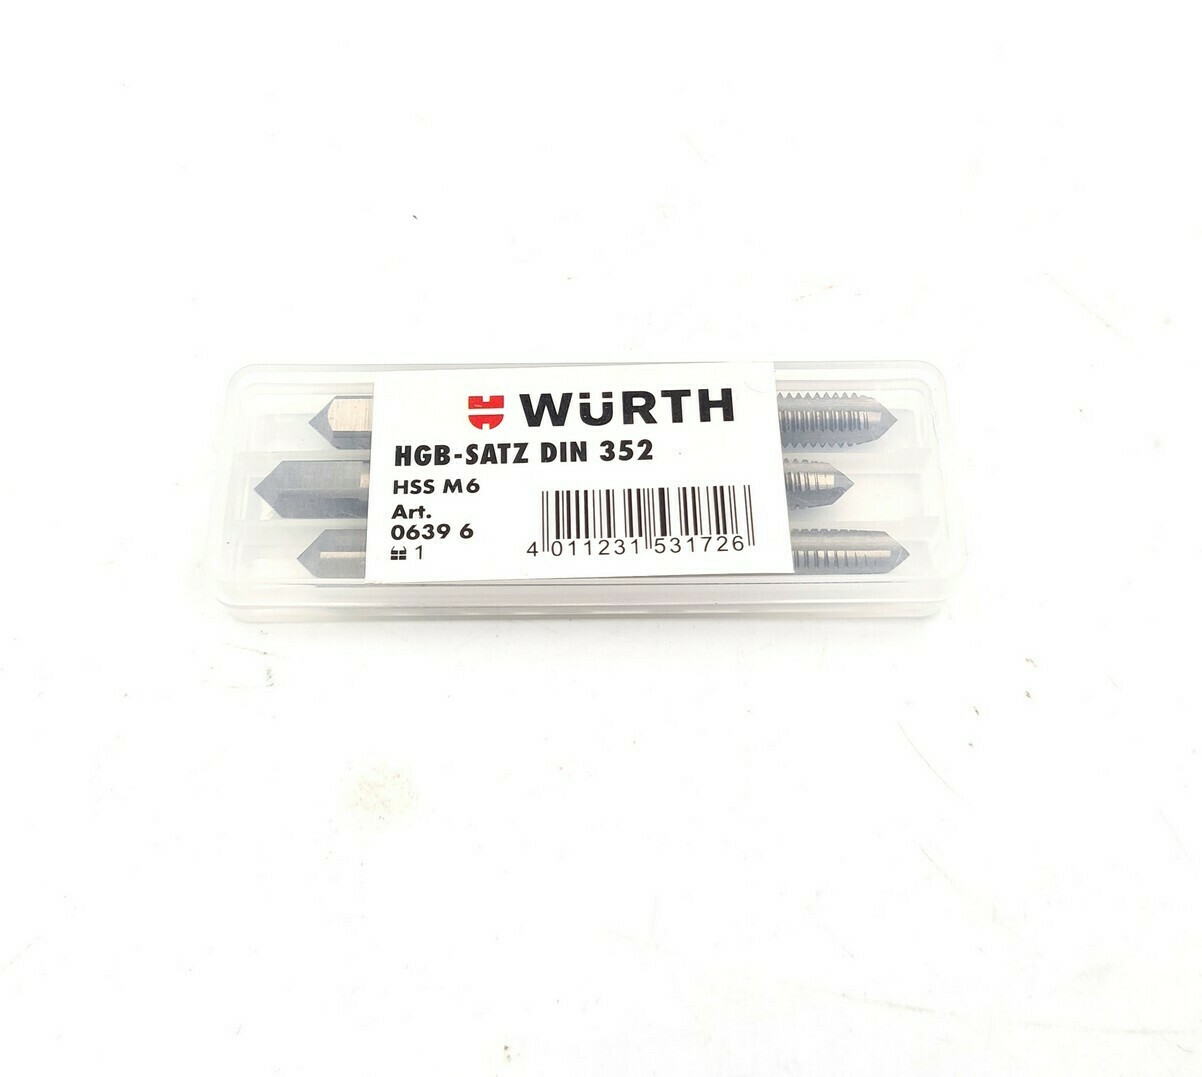 WÜRTH
HGB-SATZ DIN 352
HSS M6
Art.
0639 6
1
4 011231 531726